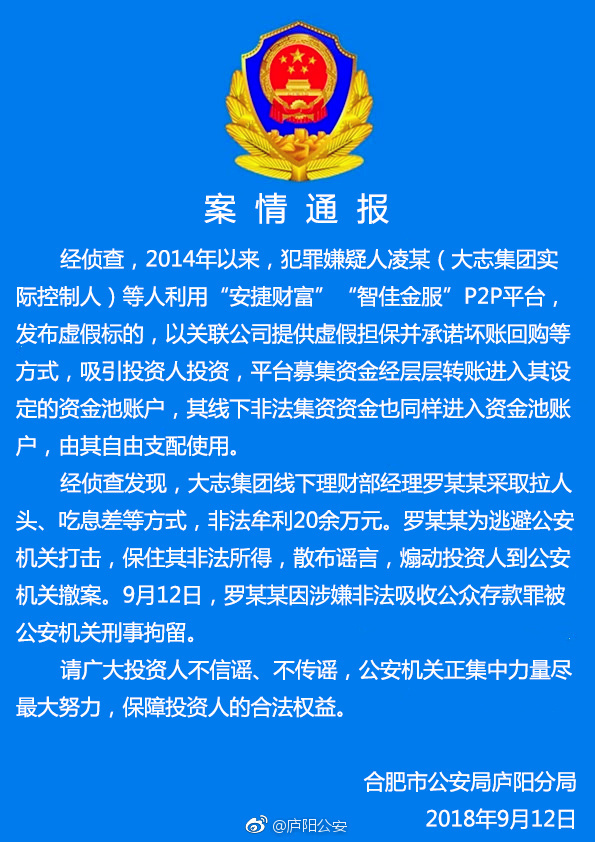 案情通报
经侦查，2014年以来，犯罪嫌疑人凌某（大志集团实
际控制人）等人利用“安捷财富”“智佳金服”P2P平台，
发布虚假标的，以关联公司提供虚假担保并承诺坏账回购等
方式，吸引投资人投资，平台募集资金经层层转账进入其设
定的资金池账户，其线下非法集资资金也同样进入资金池账
户，由其自由支配使用。
经侦查发现，大志集团线下理财部经理罗某某采取拉人
头、吃息差等方式，非法牟利20余万元。罗某某为逃避公安
机关打击，保住其非法所得，散布谣言，煽动投资人到公安
机关撤案。9月12日，罗某某因涉嫌非法吸收公众存款罪被
公安机关刑事拘留。
请广大投资人不信谣、不传谣，公安机关正集中力量尽
最大努力，保障投资人的合法权益。
合肥市公安局庐阳分局
2018年9月12日
@庐阳公安